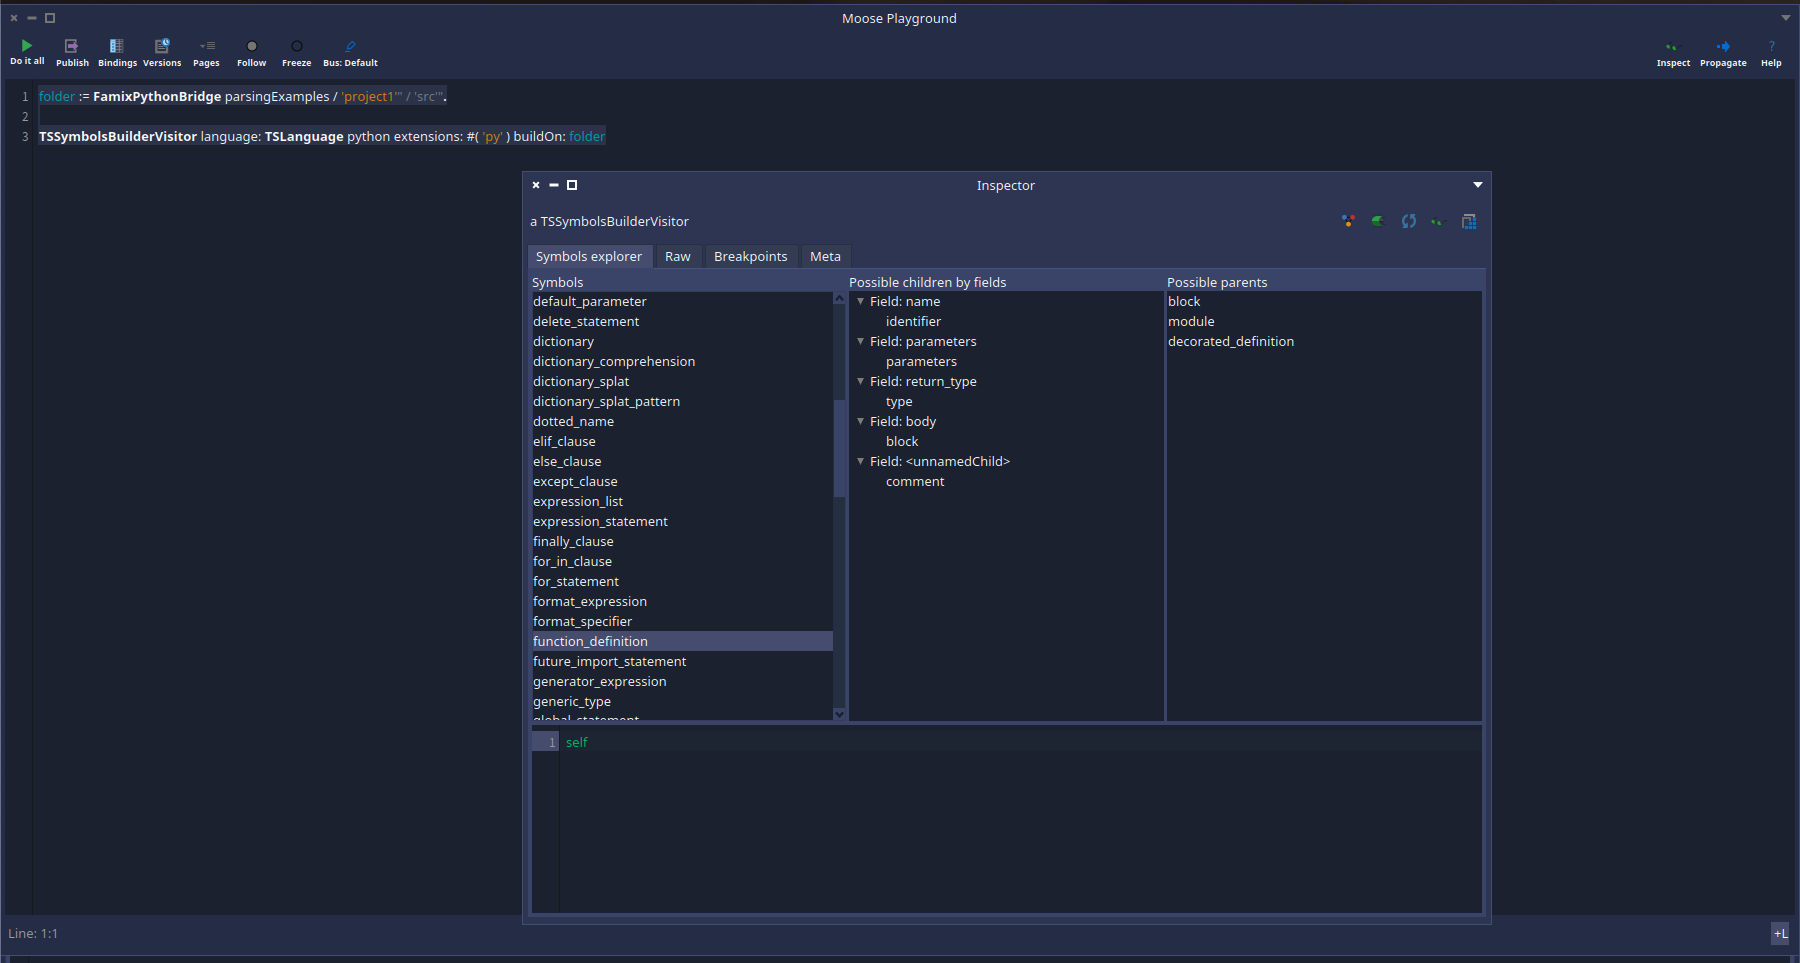 Moose Playground
Do it all Publish Bindings Versions Pages Follow Freeze Bus: Default Inspect Propagate Help
1 folder := FamixPythonBridge parsingExamples / 'project1'" / 'src'".
2
3 TSSymbolsBuilderVisitor language: TSLanguage python extensions: #( 'py' ) buildOn: folder
Inspector
a TSSymbolsBuilderVisitor
Symbols explorer Raw Breakpoints Meta
Symbols
default_parameter
delete_statement
dictionary
dictionary_comprehension
dictionary_splat
dictionary_splat_pattern
dotted_name
elif_clause
else_clause
except_clause
expression_list
expression_statement
finally_clause
for_in_clause
for_statement
format_expression
format_specifier
function_definition
future_import_statement
generator_expression
generic_type
global_statement
Possible children by fields
Field: name
identifier
Field: parameters
parameters
Field: return_type
type
Field: body
block
Field: <unnamedChild>
comment
Possible parents
block
module
decorated_definition
1 self
Line: 1:1
+L